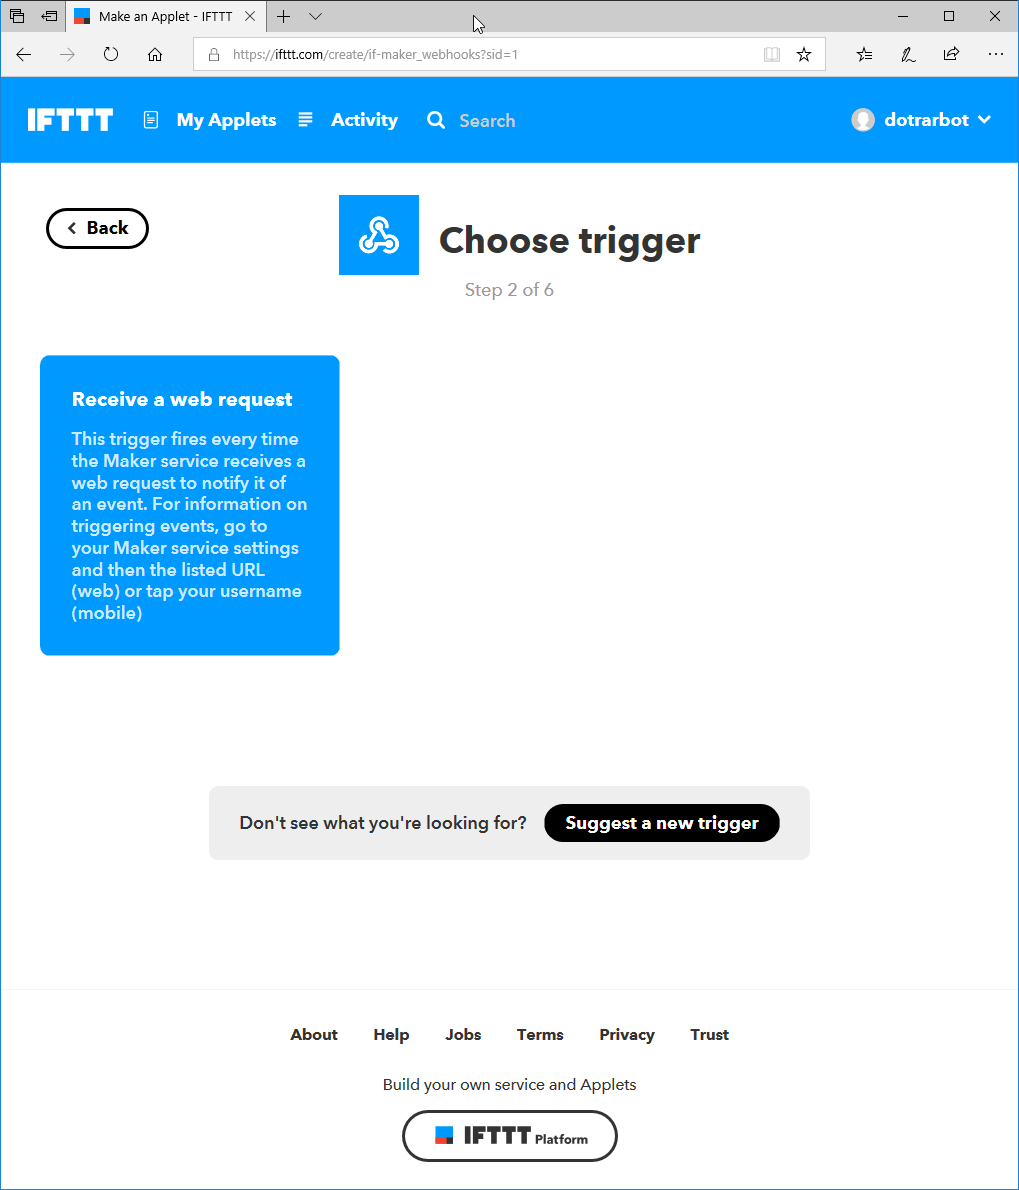 Make an Applet - IFTTT
https://ifttt.com/create/if-maker_webhooks?sid=1
IFTTT My Applets Activity Search dotrarbot
Back
Choose trigger
Step 2 of 6
Receive a web request
This trigger fires every time
the Maker service receives a
web request to notify it of
an event. For information on
triggering events, go to
your Maker service settings
and then the listed URL
(web) or tap your username
(mobile)
Don't see what you're looking for? Suggest a new trigger
About Help Jobs Terms Privacy Trust
Build your own service and Applets
IFTTT Platform